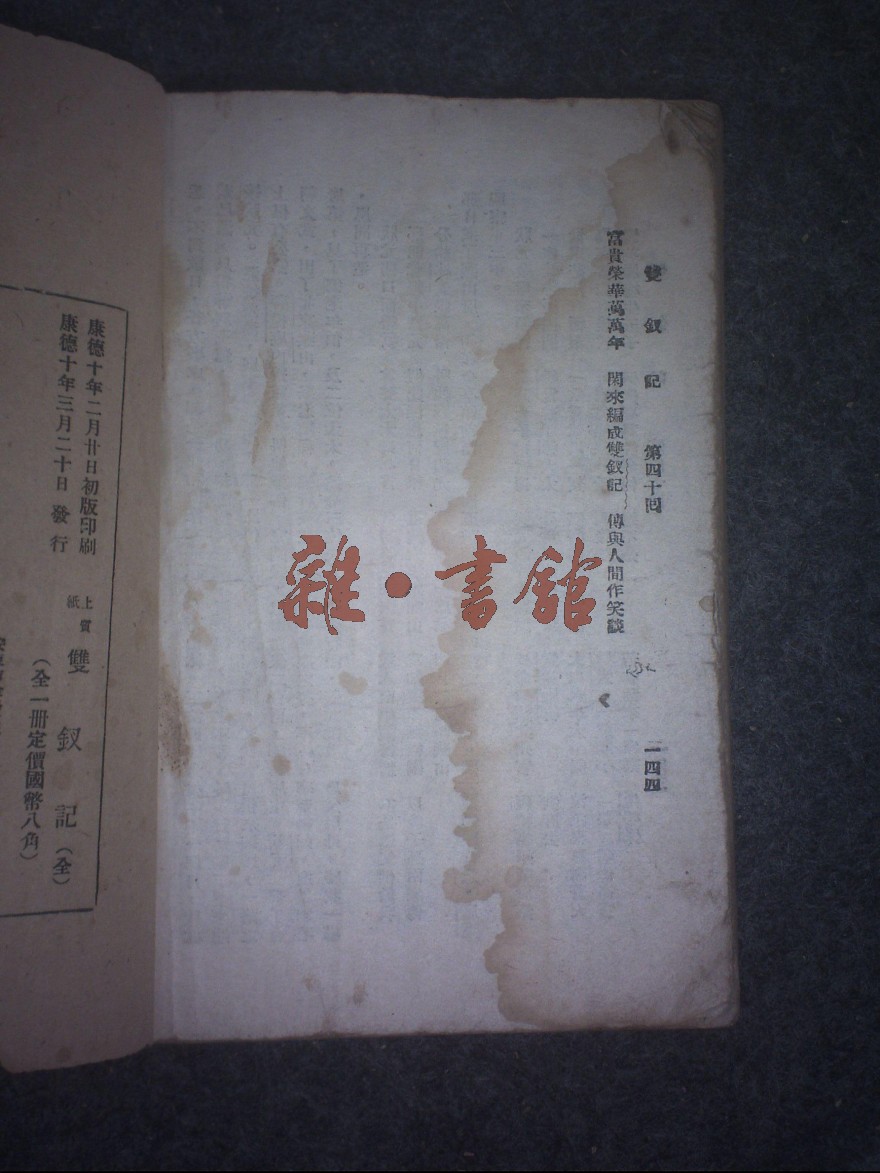 雙釵記 第四十囘 一四四
富貴榮華萬萬年 閑來編成雙釵記 傳與人間作笑談
雜·書館
康德十年二月廿日初版印刷
康德十年三月二十日 發行
上質紙 雙釵記(全)
(全一册定價國幣八角)